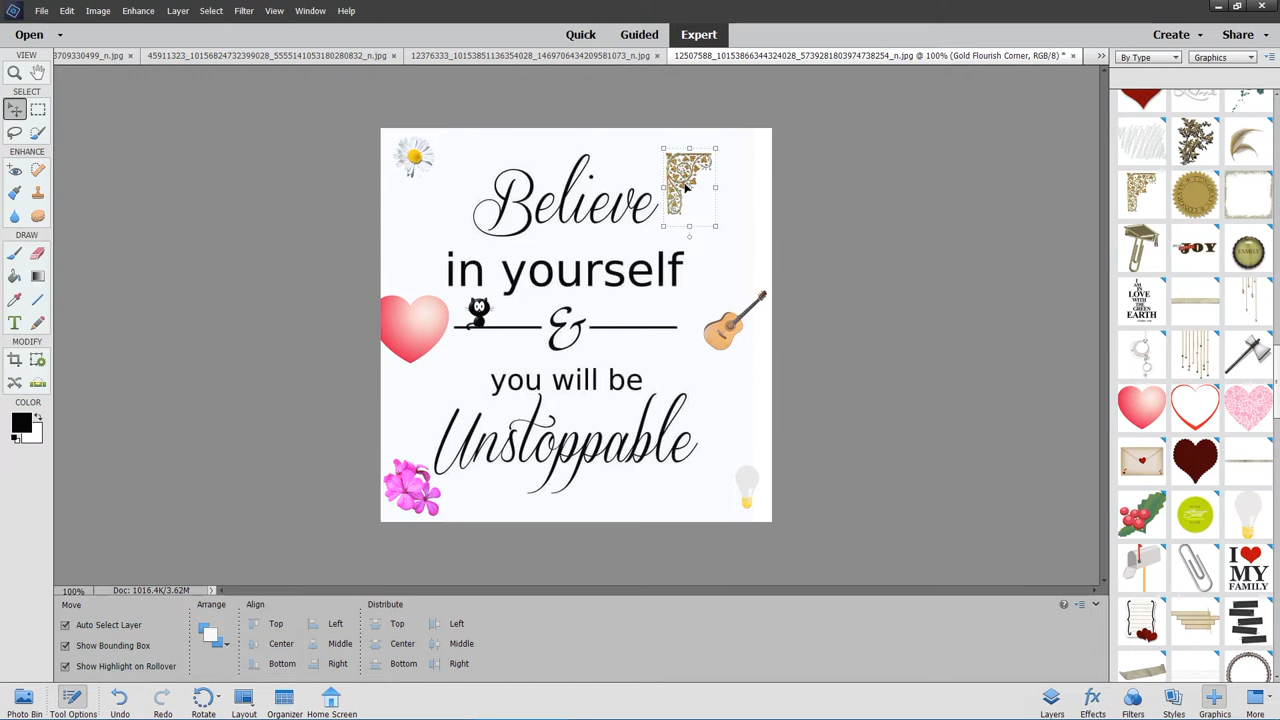 File Edit Image Enhance Layer Select Filter View Window Help
Open Quick Guided Expert Create Share
3709330499_n.jpg × 45911323_10156824732399028_5555141053180280832_n.jpg × 12376333_10153851136354028_1469706434209581073_n.jpg × 12507588_10153866344324028_5739281803974738254_n.jpg @ 100% (Gold Flourish Corner, RGB/8) * ×
By Type Graphics
VIEW
SELECT
ENHANCE
DRAW
MODIFY
COLOR
Believe
in yourself
&
you will be
Unstoppable
JOY
FAMILY
I AM
IN LOVE
WITH
THE
GREEN
EARTH
I MY
FAMILY
100% Doc: 1016.4K/3.62M
Move Arrange Align Distribute
Auto Select Layer Top Left Top Left
Show Bounding Box Center Middle Center Middle
Show Highlight on Rollover Bottom Right Bottom Right
Photo Bin Tool Options Undo Redo Rotate Layout Organizer Home Screen Layers Effects Filters Styles Graphics More